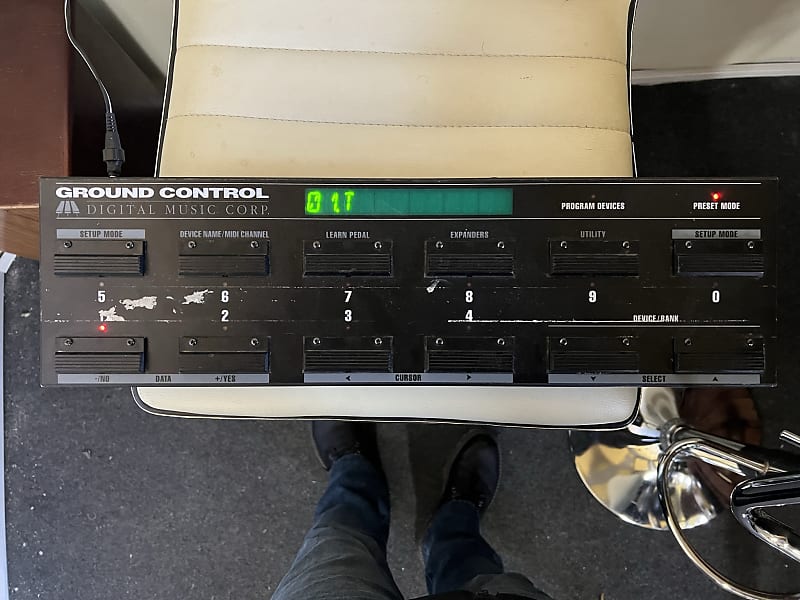 GROUND CONTROL
DIGITAL MUSIC CORP.
01.T
PROGRAM DEVICES
PRESET MODE
SETUP MODE
DEVICE NAME/MIDI CHANNEL
LEARN PEDAL
EXPANDERS
UTILITY
SETUP MODE
5 6 7 8 9 0
2 3 4
DEVICE/BANK
-/NO
DATA
+/YES
CURSOR
SELECT